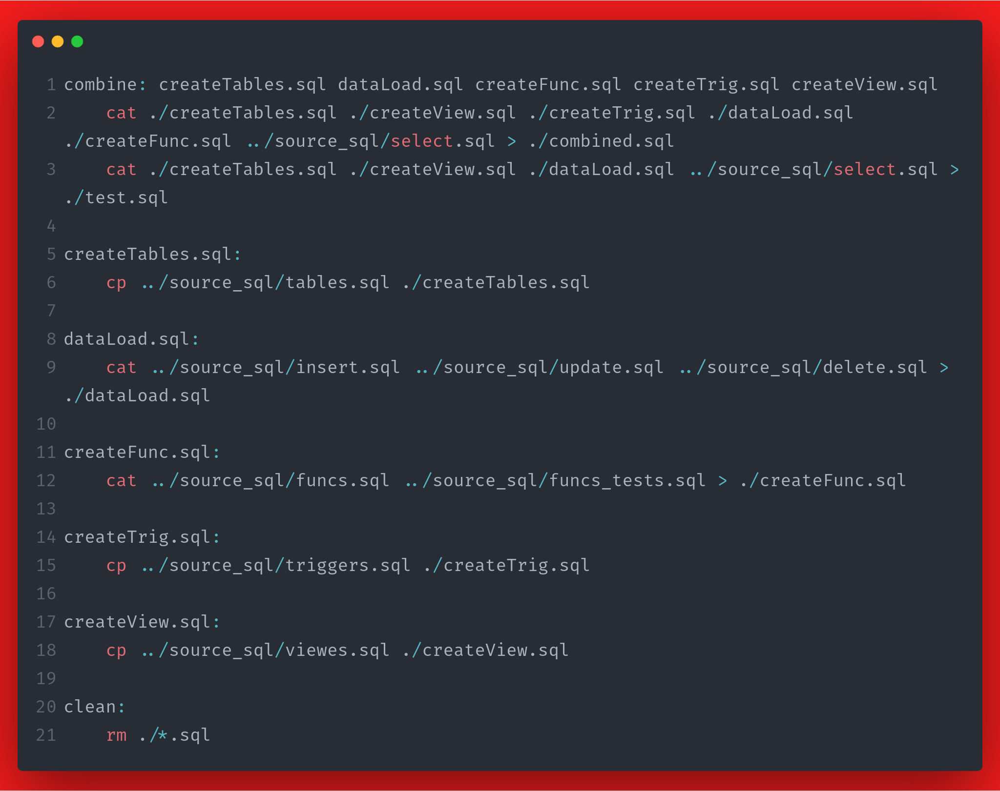 1 combine: createTables.sql dataLoad.sql createFunc.sql createTrig.sql createView.sql
2     cat ./createTables.sql ./createView.sql ./createTrig.sql ./dataLoad.sql
./createFunc.sql ../source_sql/select.sql > ./combined.sql
3     cat ./createTables.sql ./createView.sql ./dataLoad.sql ../source_sql/select.sql >
./test.sql
4
5 createTables.sql:
6     cp ../source_sql/tables.sql ./createTables.sql
7
8 dataLoad.sql:
9     cat ../source_sql/insert.sql ../source_sql/update.sql ../source_sql/delete.sql >
./dataLoad.sql
10
11 createFunc.sql:
12     cat ../source_sql/funcs.sql ../source_sql/funcs_tests.sql > ./createFunc.sql
13
14 createTrig.sql:
15     cp ../source_sql/triggers.sql ./createTrig.sql
16
17 createView.sql:
18     cp ../source_sql/viewes.sql ./createView.sql
19
20 clean:
21     rm ./*.sql